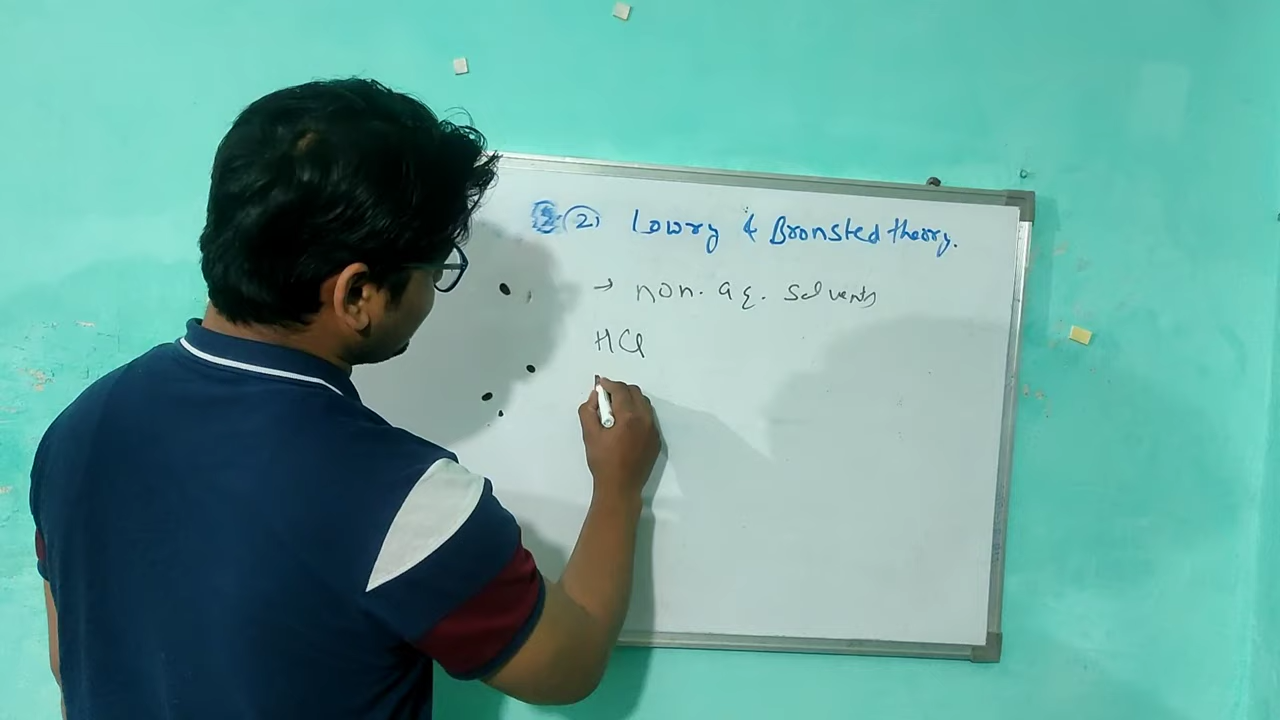 (2) Lowry & Bronsted theory.
→ non. aq. solvents
HCl